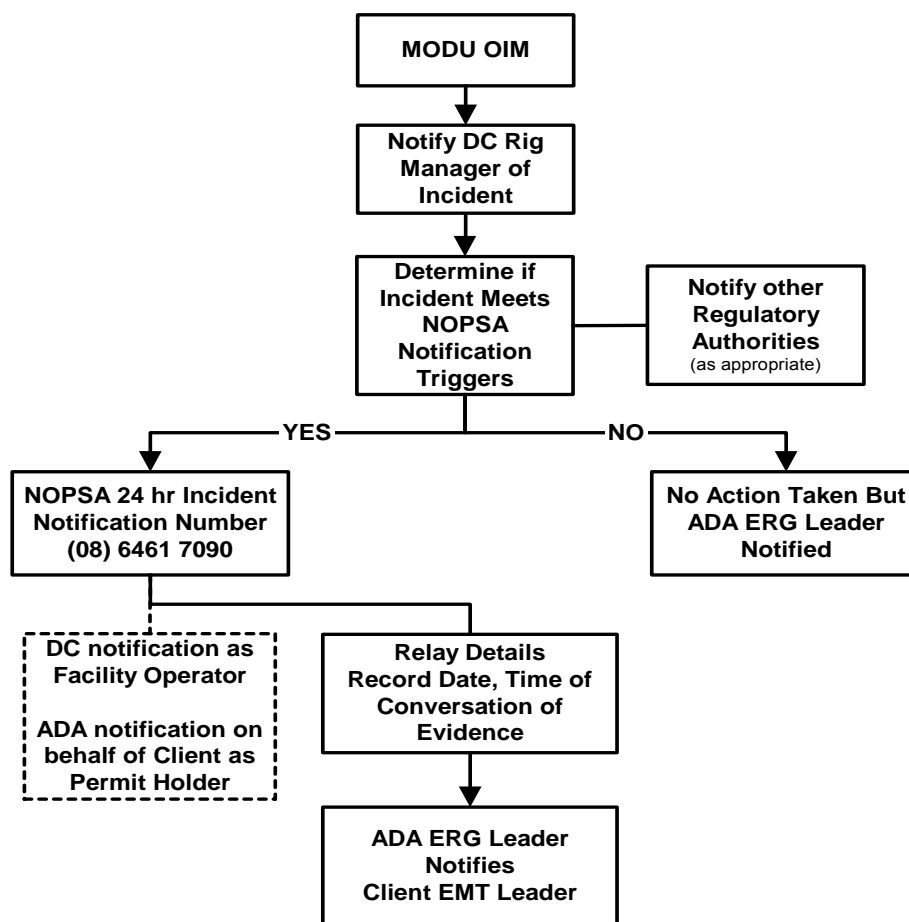 MODU OIM
Notify DC Rig
Manager of
Incident
Determine if
Incident Meets
NOPSA
Notification
Triggers
Notify other
Regulatory
Authorities
(as appropriate)
YES
NO
NOPSA 24 hr Incident
Notification Number
(08) 6461 7090
No Action Taken But
ADA ERG Leader
Notified
DC notification as
Facility Operator
ADA notification on
behalf of Client as
Permit Holder
Relay Details
Record Date, Time of
Conversation of
Evidence
ADA ERG Leader
Notifies
Client EMT Leader